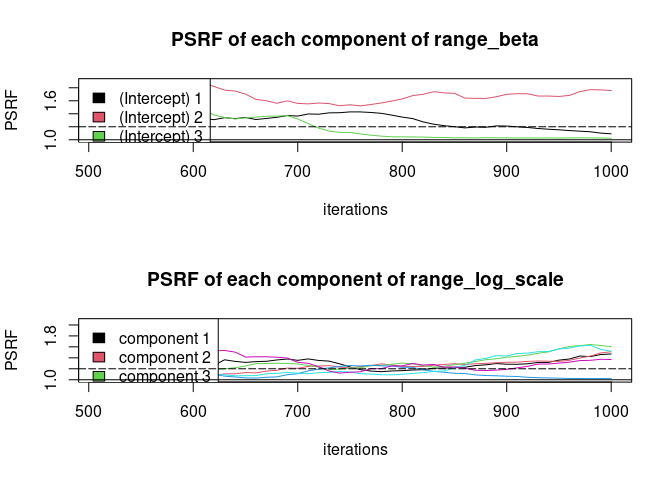 PSRF of each component of range_beta
PSRF
1.0 1.6
(Intercept) 1
(Intercept) 2
(Intercept) 3
500 600 700 800 900 1000
iterations
PSRF of each component of range_log_scale
PSRF
1.0 1.8
component 1
component 2
component 3
500 600 700 800 900 1000
iterations